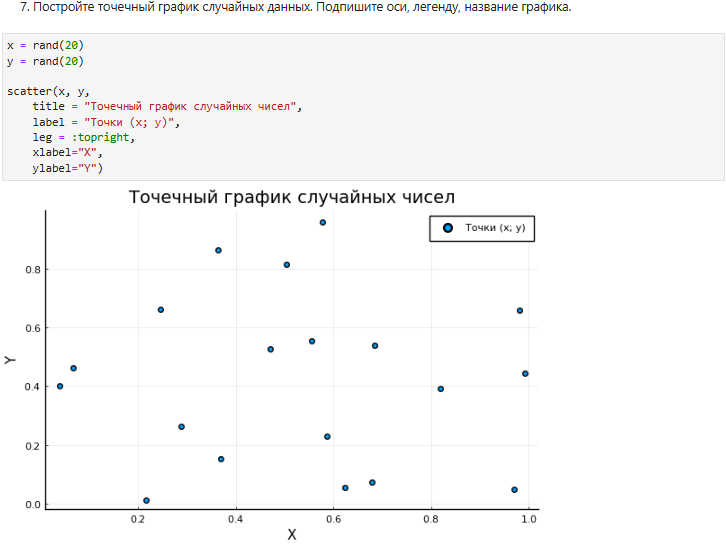 7. Постройте точечный график случайных данных. Подпишите оси, легенду, название графика.
x = rand(20)
y = rand(20)
scatter(x, y,
title = "Точечный график случайных чисел",
label = "Точки (x; y)",
leg = :topright,
xlabel="X",
ylabel="Y")
Точечный график случайных чисел
Точки (x; y)
0.8
0.6
Y
0.4
0.2
0.0
0.2 0.4 0.6 0.8 1.0
X